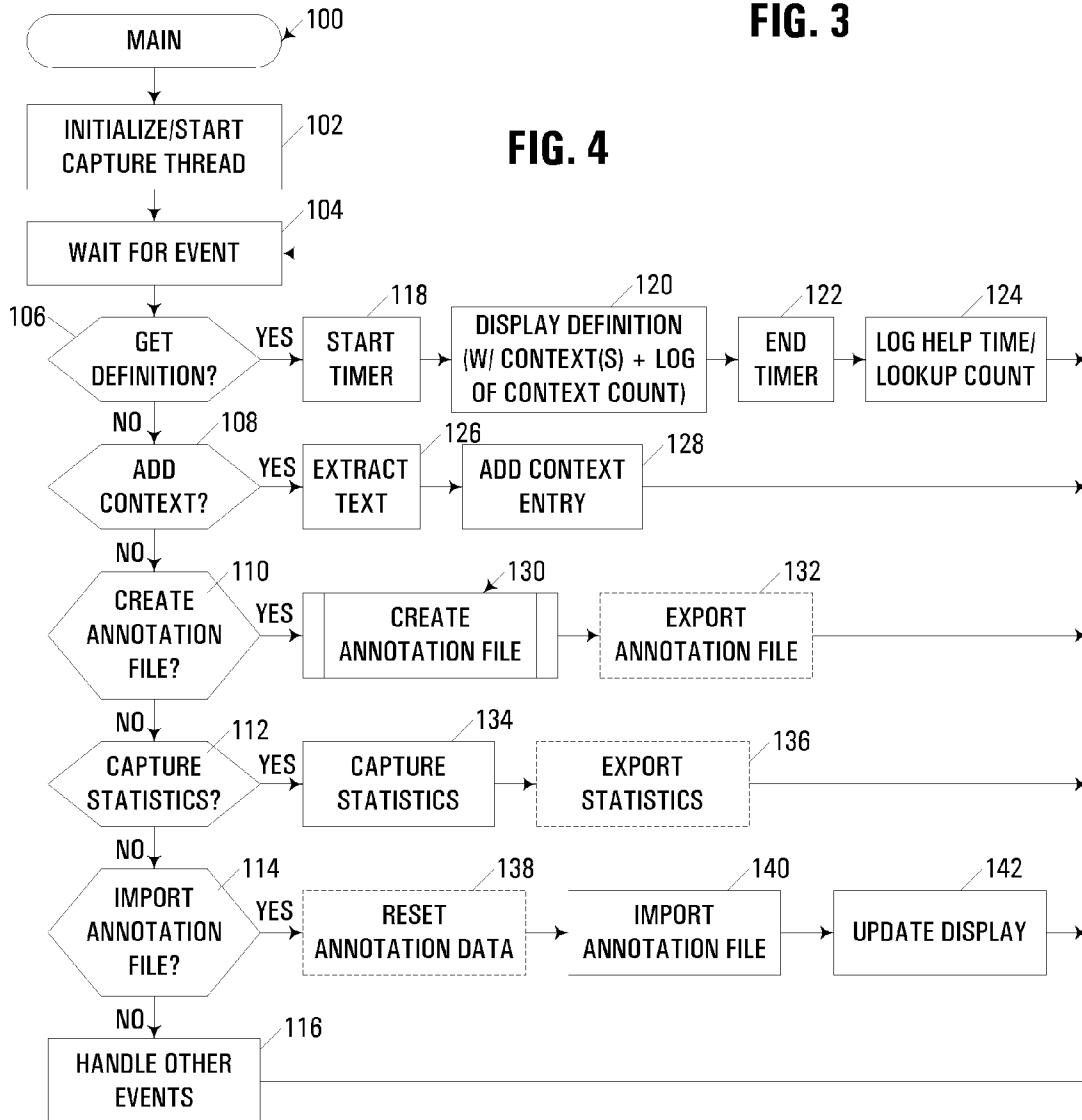 FIG. 3
100
MAIN
102
INITIALIZE/START
CAPTURE THREAD
FIG. 4
104
WAIT FOR EVENT
106
GET
DEFINITION?
YES
118
START
TIMER
120
DISPLAY DEFINITION
(W/ CONTEXT(S) + LOG
OF CONTEXT COUNT)
122
END
TIMER
124
LOG HELP TIME/
LOOKUP COUNT
NO
108
ADD
CONTEXT?
YES
126
EXTRACT
TEXT
128
ADD CONTEXT
ENTRY
NO
110
CREATE
ANNOTATION
FILE?
YES
130
CREATE
ANNOTATION FILE
132
EXPORT
ANNOTATION FILE
NO
112
CAPTURE
STATISTICS?
YES
134
CAPTURE
STATISTICS
136
EXPORT
STATISTICS
NO
114
IMPORT
ANNOTATION
FILE?
YES
138
RESET
ANNOTATION DATA
140
IMPORT
ANNOTATION FILE
142
UPDATE DISPLAY
NO
116
HANDLE OTHER
EVENTS